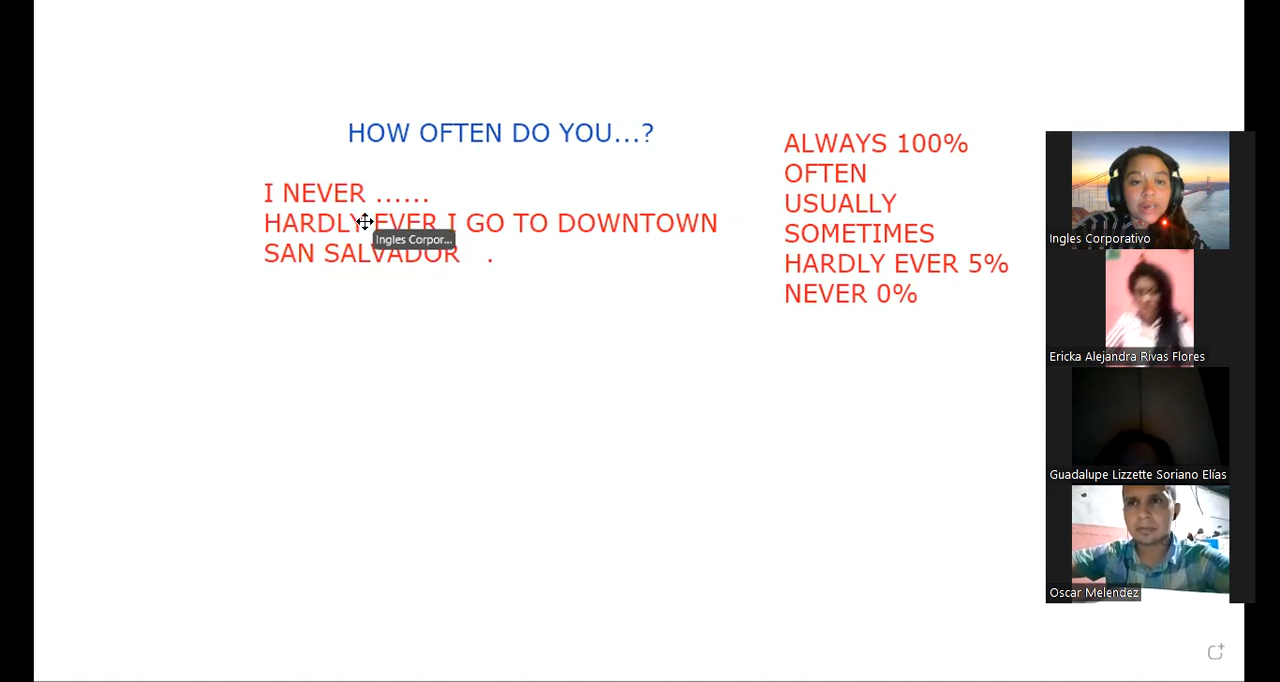 HOW OFTEN DO YOU...?
I NEVER ......
HARDLY EVER I GO TO DOWNTOWN
SAN SALVADOR .
Ingles Corpor...
ALWAYS 100%
OFTEN
USUALLY
SOMETIMES
HARDLY EVER 5%
NEVER 0%
Ingles Corporativo
Ericka Alejandra Rivas Flores
Guadalupe Lizzette Soriano Elías
Oscar Melendez